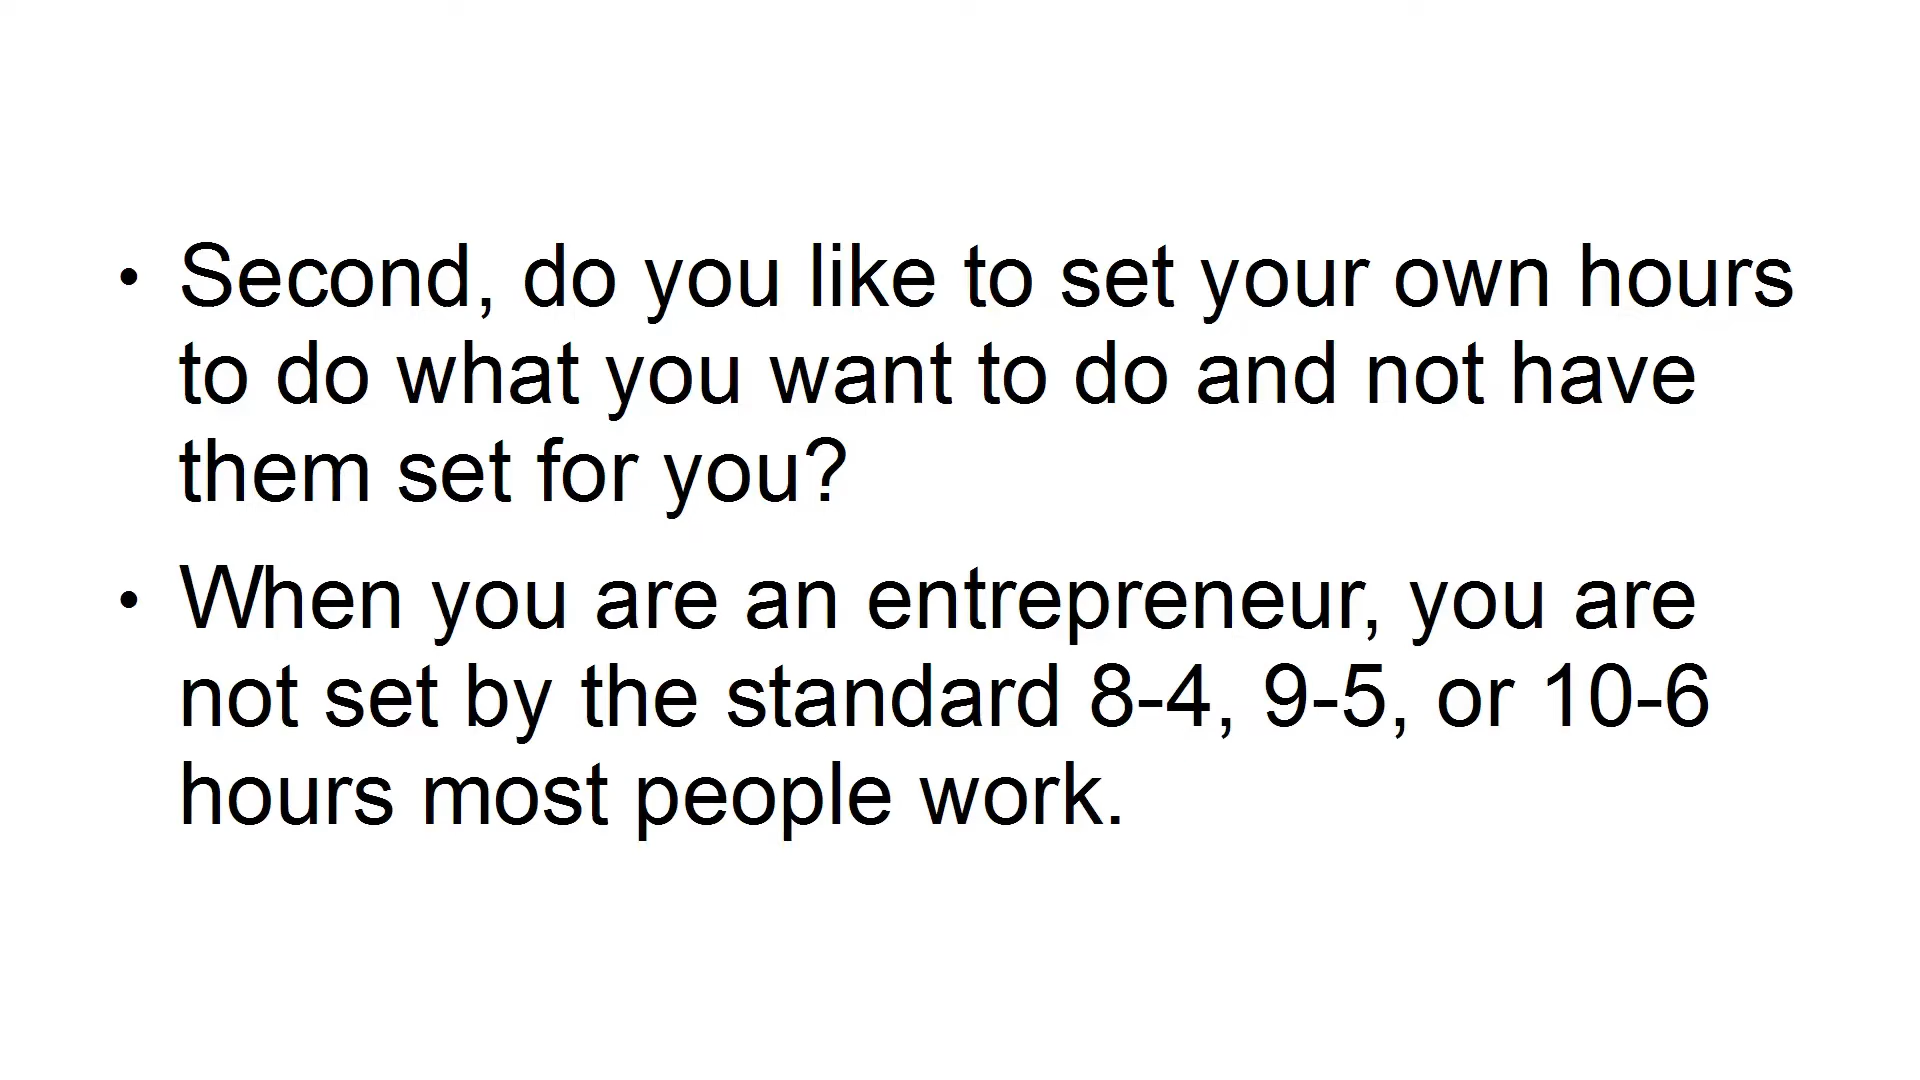 • Second, do you like to set your own hours
to do what you want to do and not have
them set for you?
• When you are an entrepreneur, you are
not set by the standard 8-4, 9-5, or 10-6
hours most people work.